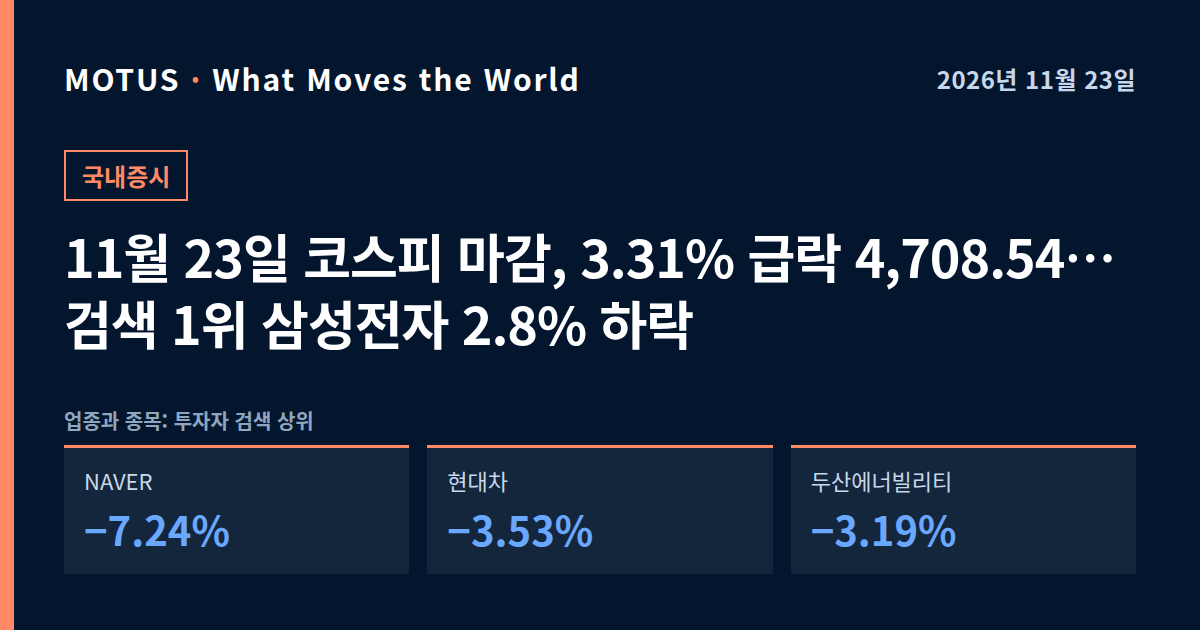 MOTUS · What Moves the World
2026년 11월 23일
국내증시
11월 23일 코스피 마감, 3.31% 급락 4,708.54…
검색 1위 삼성전자 2.8% 하락
업종과 종목: 투자자 검색 상위
NAVER
−7.24%
현대차
−3.53%
두산에너빌리티
−3.19%